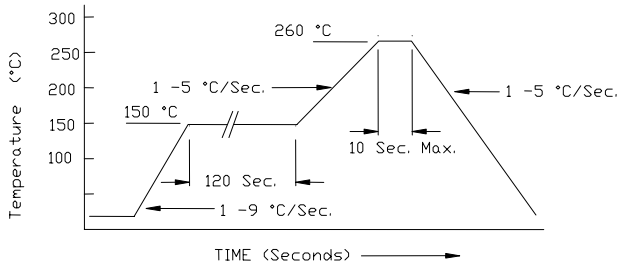 300
260 °C
250
Temperature (°C)
200
1 -5 °C/Sec.
1 -5 °C/Sec.
150 °C
150
100
10 Sec. Max.
120 Sec.
1 -9 °C/Sec.
TIME (Seconds)